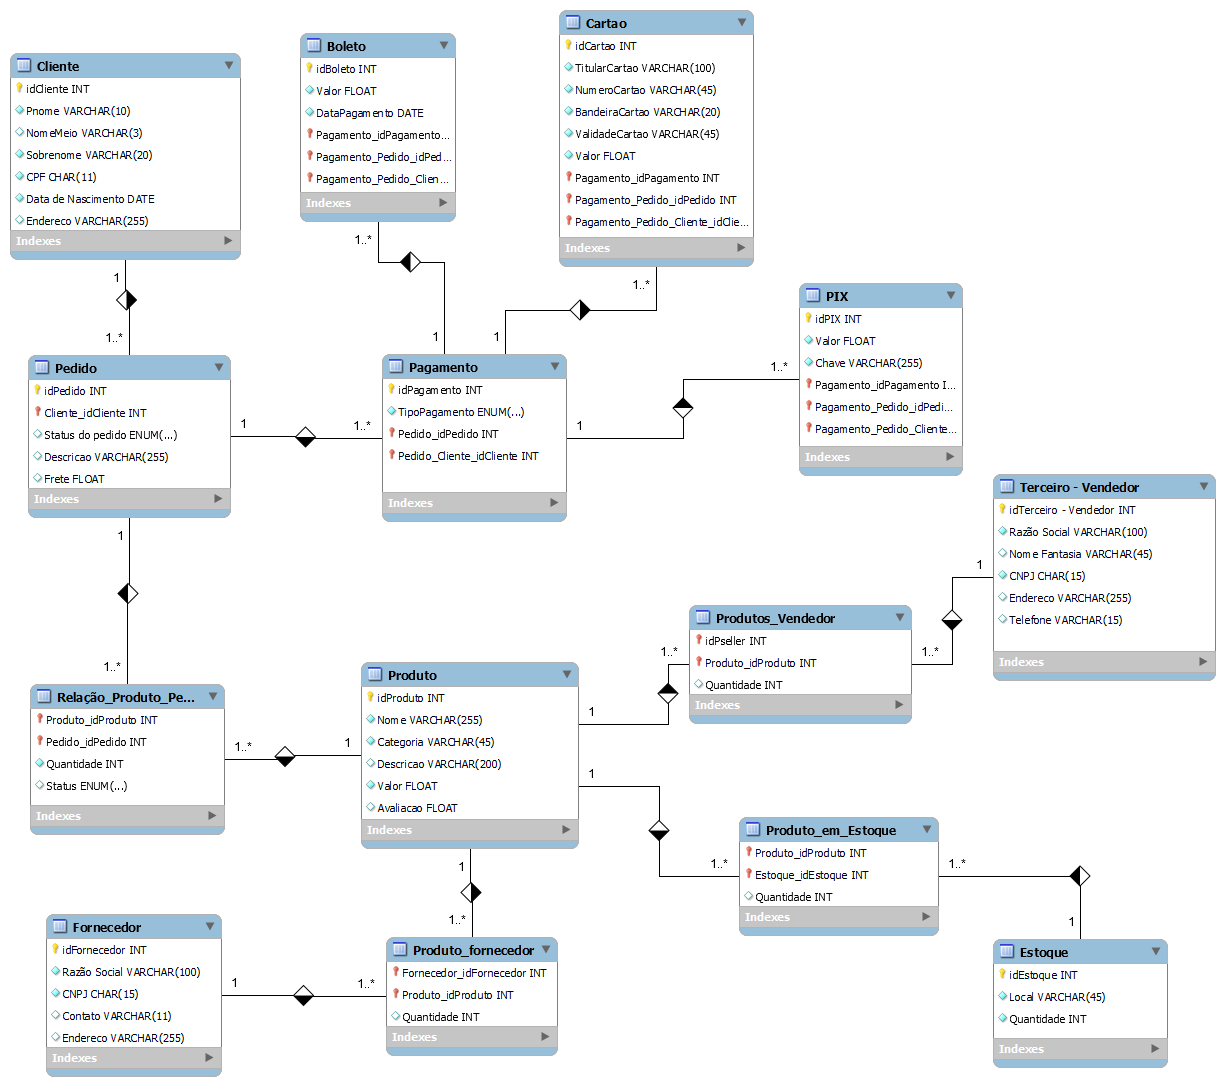 Cliente
idCliente INT
Pnome VARCHAR(10)
NomeMeio VARCHAR(3)
Sobrenome VARCHAR(20)
CPF CHAR(11)
Data de Nascimento DATE
Endereco VARCHAR(255)
Indexes
Boleto
idBoleto INT
Valor FLOAT
DataPagamento DATE
Pagamento_idPagamento...
Pagamento_Pedido_idPed...
Pagamento_Pedido_Clien...
Indexes
Cartao
idCartao INT
TitularCartao VARCHAR(100)
NumeroCartao VARCHAR(45)
BandeiraCartao VARCHAR(20)
ValidadeCartao VARCHAR(45)
Valor FLOAT
Pagamento_idPagamento INT
Pagamento_Pedido_idPedido INT
Pagamento_Pedido_Cliente_idClie...
Indexes
1
1..*
1..*
1
1..*
1
PIX
idPIX INT
Valor FLOAT
Chave VARCHAR(255)
Pagamento_idPagamento I...
Pagamento_Pedido_idPedi...
Pagamento_Pedido_Cliente...
Indexes
Pedido
idPedido INT
Cliente_idCliente INT
Status do pedido ENUM(...)
Descricao VARCHAR(255)
Frete FLOAT
Indexes
1
1..*
Pagamento
idPagamento INT
TipoPagamento ENUM(...)
Pedido_idPedido INT
Pedido_Cliente_idCliente INT
Indexes
1
1..*
Terceiro - Vendedor
idTerceiro - Vendedor INT
Razão Social VARCHAR(100)
Nome Fantasia VARCHAR(45)
CNPJ CHAR(15)
Endereco VARCHAR(255)
Telefone VARCHAR(15)
Indexes
1
1..*
Produtos_Vendedor
idPseller INT
Produto_idProduto INT
Quantidade INT
Indexes
1..*
1
1
1..*
Relação_Produto_Pe...
Produto_idProduto INT
Pedido_idPedido INT
Quantidade INT
Status ENUM(...)
Indexes
1..*
1
Produto
idProduto INT
Nome VARCHAR(255)
Categoria VARCHAR(45)
Descricao VARCHAR(200)
Valor FLOAT
Avaliacao FLOAT
Indexes
1
1..*
Produto_em_Estoque
Produto_idProduto INT
Estoque_idEstoque INT
Quantidade INT
Indexes
1..*
1
1
1..*
Fornecedor
idFornecedor INT
Razão Social VARCHAR(100)
CNPJ CHAR(15)
Contato VARCHAR(11)
Endereco VARCHAR(255)
Indexes
1
1..*
Produto_fornecedor
Fornecedor_idFornecedor INT
Produto_idProduto INT
Quantidade INT
Indexes
Estoque
idEstoque INT
Local VARCHAR(45)
Quantidade INT
Indexes